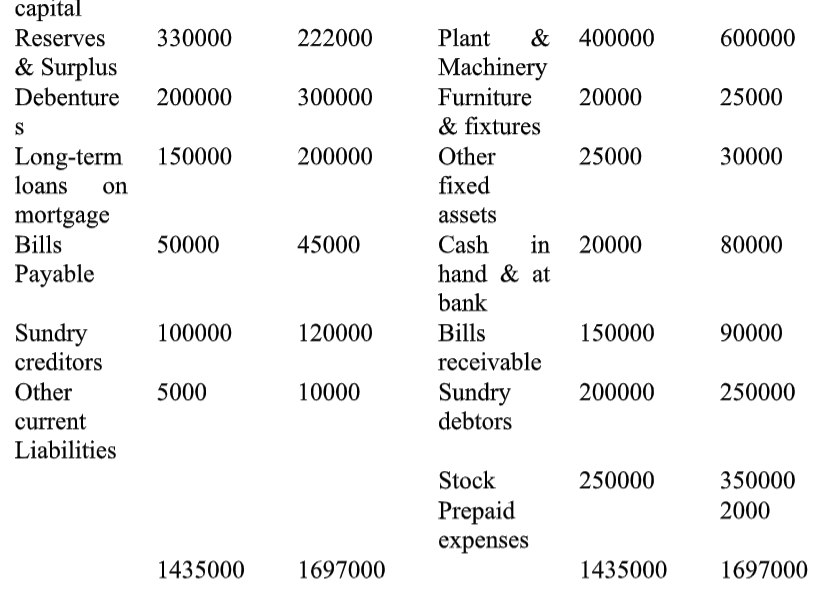 capital
Reserves 330000 222000 Plant & 400000 600000
& Surplus Machinery
Debenture 200000 300000 Furniture 20000 25000
s & fixtures
Long-term 150000 200000 Other 25000 30000
loans on fixed
mortgage assets
Bills 50000 45000 Cash in 20000 80000
Payable hand & at
bank
Sundry 100000 120000 Bills 150000 90000
creditors receivable
Other 5000 10000 Sundry 200000 250000
current debtors
Liabilities
Stock 250000 350000
Prepaid 2000
expenses
1435000 1697000 1435000 1697000